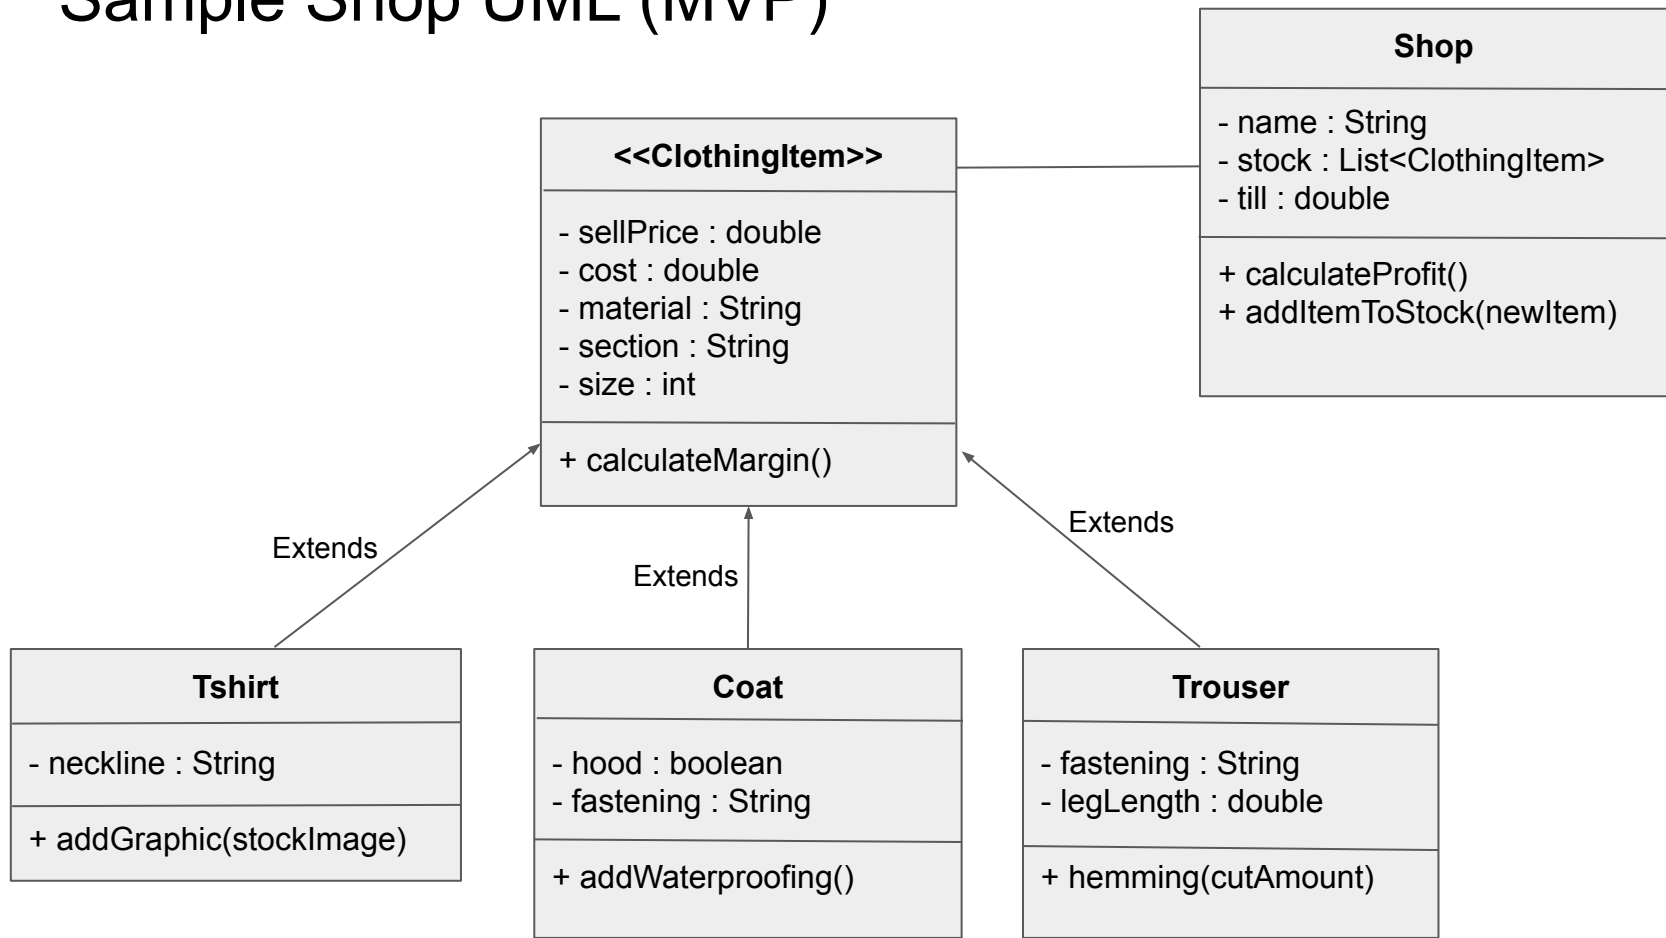 Sample Shop UML (MVP)
Shop
- name : String
- stock : List<ClothingItem>
- till : double
+ calculateProfit()
+ addItemToStock(newItem)
<<ClothingItem>>
- sellPrice : double
- cost : double
- material : String
- section : String
- size : int
+ calculateMargin()
Extends
Extends
Extends
Tshirt
- neckline : String
+ addGraphic(stockImage)
Coat
- hood : boolean
- fastening : String
+ addWaterproofing()
Trouser
- fastening : String
- legLength : double
+ hemming(cutAmount)